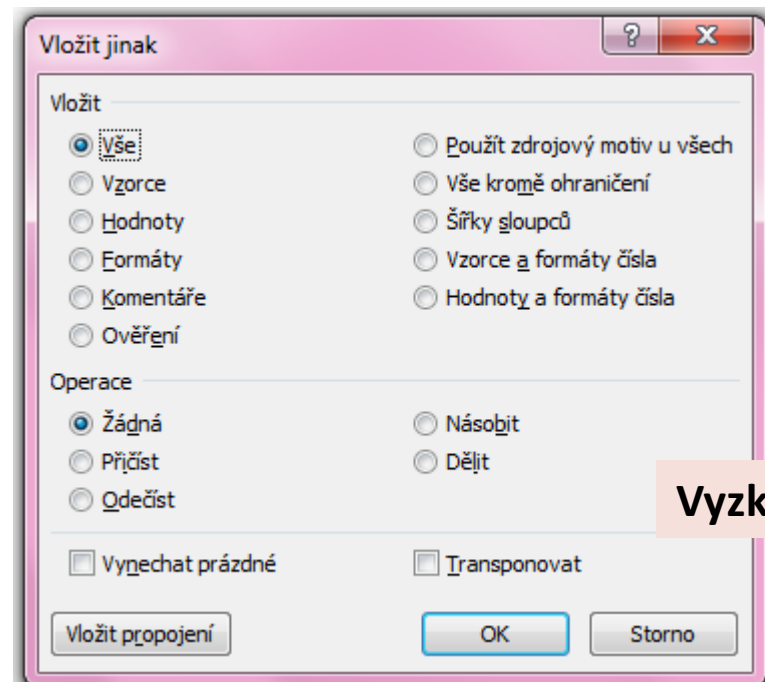 Vložit jinak
Vložit
Vše
Vzorce
Hodnoty
Formáty
Komentáře
Ověření
Použít zdrojový motiv u všech
Vše kromě ohraničení
Šířky sloupců
Vzorce a formáty čísla
Hodnoty a formáty čísla
Operace
Žádná
Přičíst
Odečíst
Násobit
Dělit
Vyzk
Vynechat prázdné
Transponovat
Vložit propojení
OK
Storno